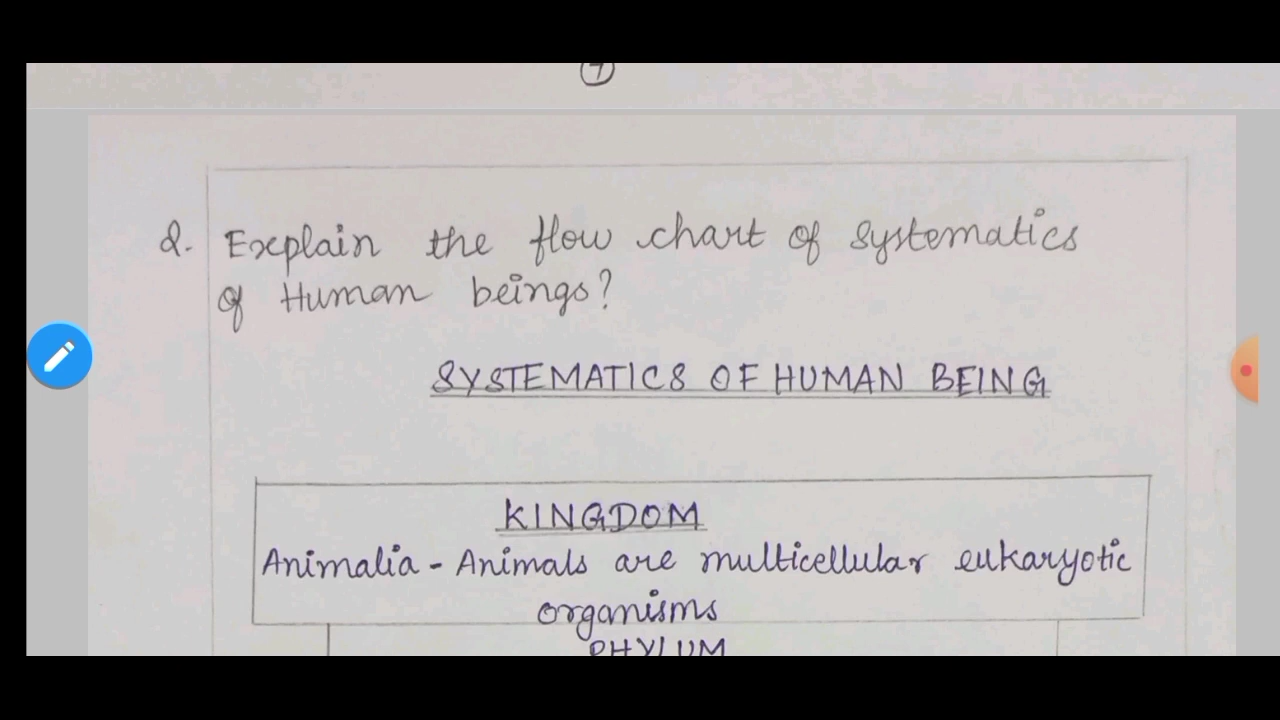 7
Q. Explain the flow chart of systematics
of Human beings?
SYSTEMATICS OF HUMAN BEING
KINGDOM
Animalia - Animals are multicellular eukaryotic
organisms
PHYLUM